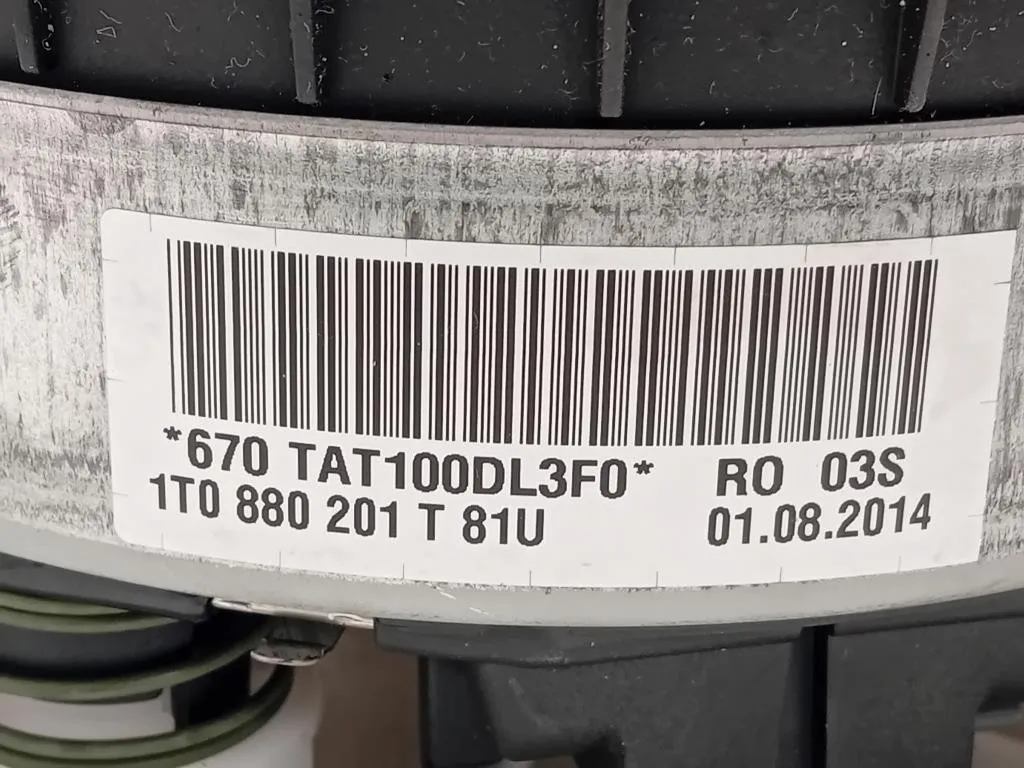 *670 TAT100DL3F0* RO 03S
1T0 880 201 T 81U 01.08.2014